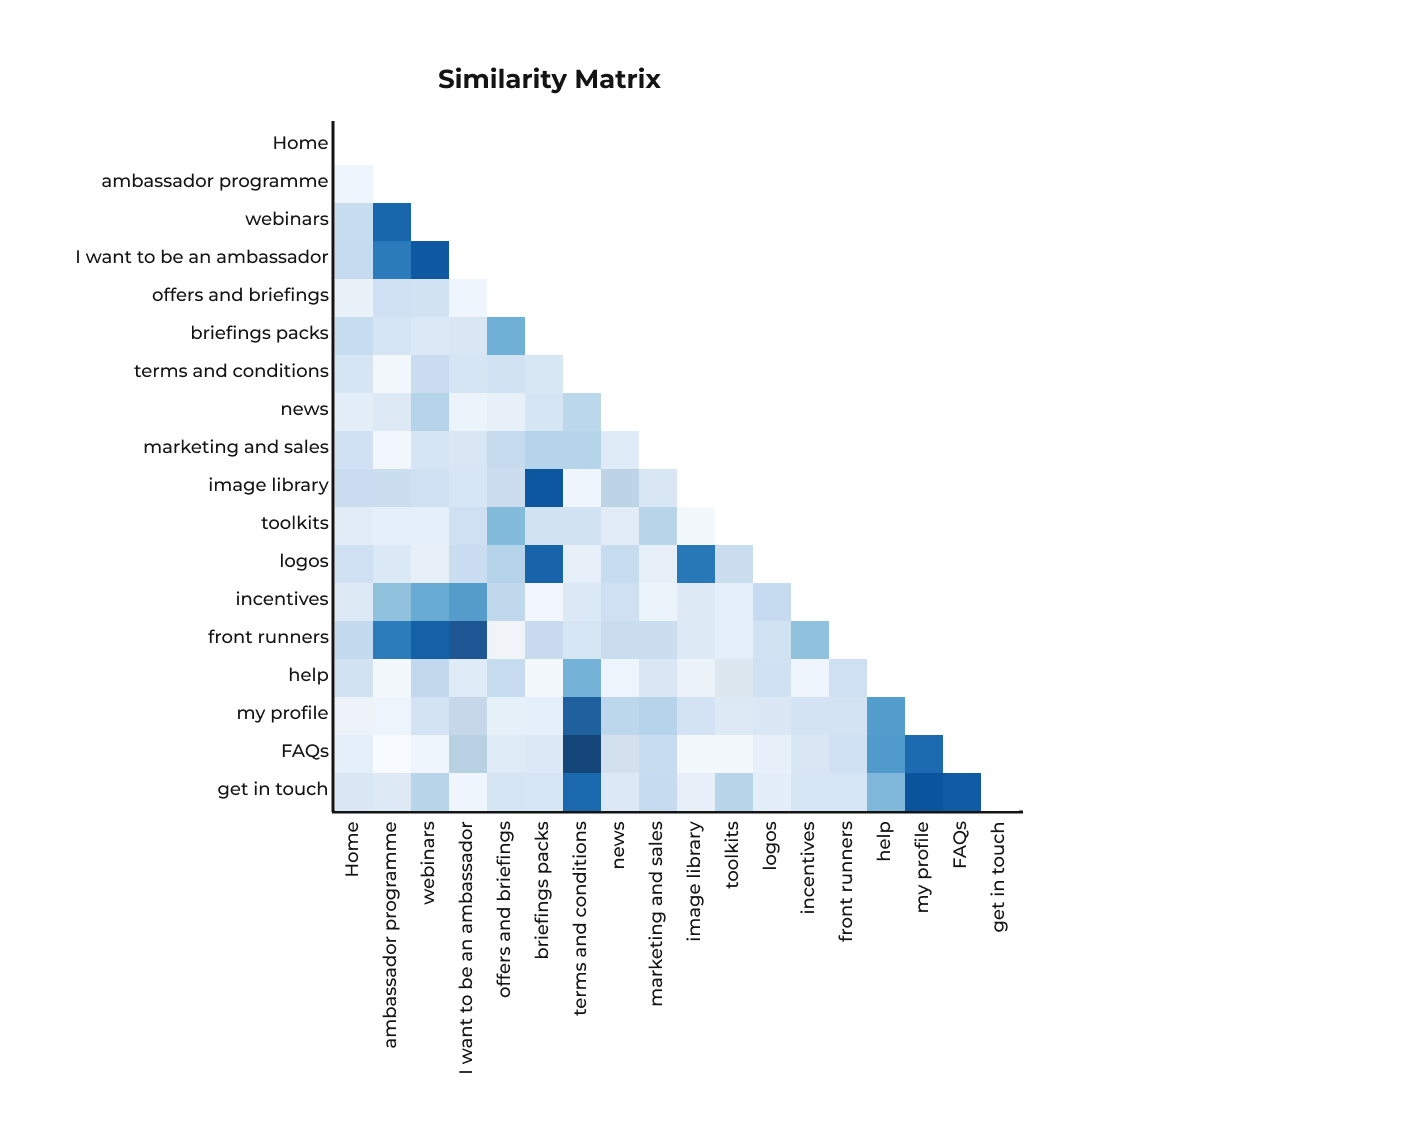 Similarity Matrix
Home
ambassador programme
webinars
I want to be an ambassador
offers and briefings
briefings packs
terms and conditions
news
marketing and sales
image library
toolkits
logos
incentives
front runners
help
my profile
FAQs
get in touch
Home
ambassador programme
webinars
I want to be an ambassador
offers and briefings
briefings packs
terms and conditions
news
marketing and sales
image library
toolkits
logos
incentives
front runners
help
my profile
FAQs
get in touch